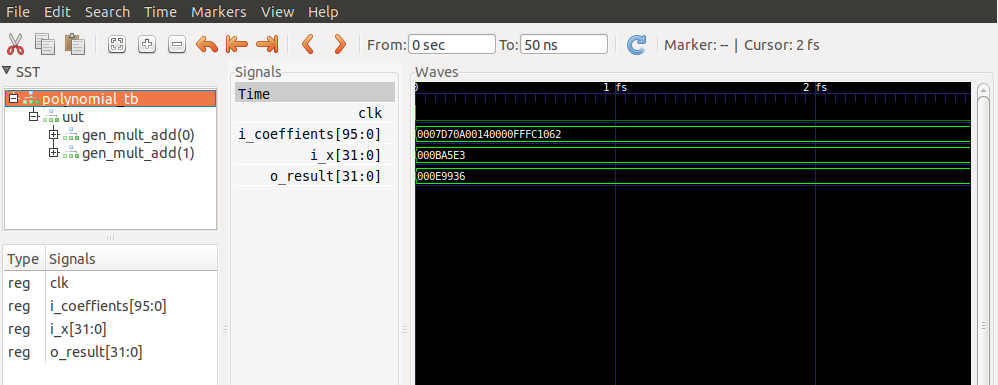 File Edit Search Time Markers View Help
From: 0 sec To: 50 ns Marker: -- | Cursor: 2 fs
SST
polynomial_tb
uut
gen_mult_add(0)
gen_mult_add(1)
Type Signals
reg clk
reg i_coeffients[95:0]
reg i_x[31:0]
reg o_result[31:0]
Signals
Time
clk
i_coeffients[95:0]
i_x[31:0]
o_result[31:0]
Waves
0 1 fs 2 fs
0007D70A00140000FFFC1062
000BA5E3
000E9936